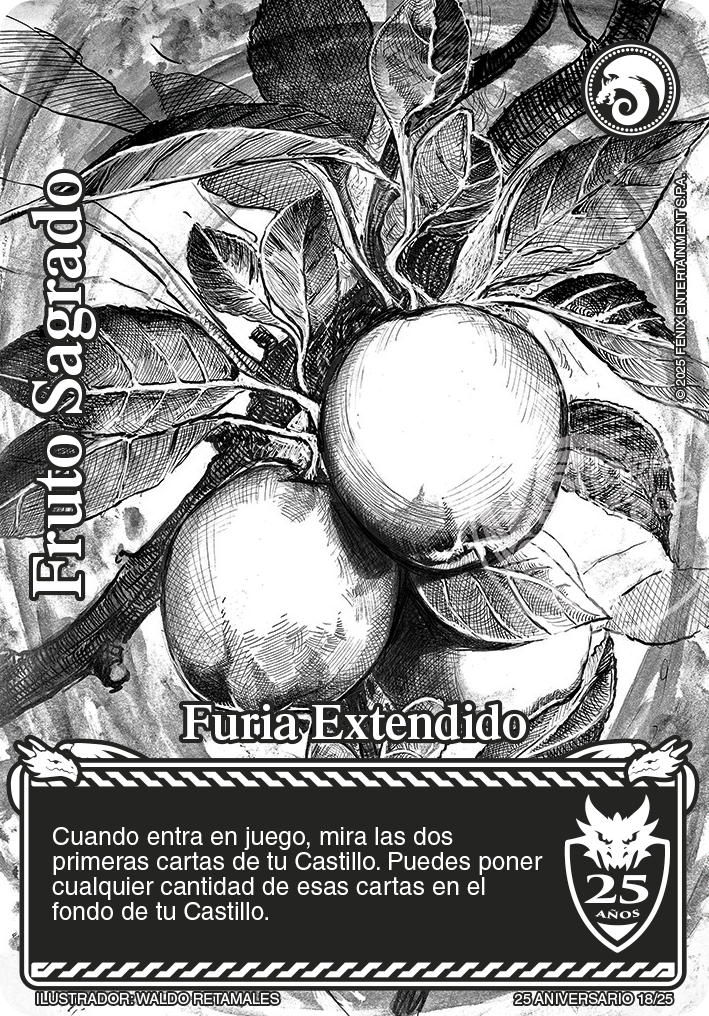 Fruto Sagrado
© 2025 FENIX ENTERTAINMENT S.P.A.
Furia Extendido
Cuando entra en juego, mira las dos
primeras cartas de tu Castillo. Puedes poner
cualquier cantidad de esas cartas en el
fondo de tu Castillo.
25
AÑOS
ILUSTRADOR: WALDO RETAMALES
25 ANIVERSARIO 18/25